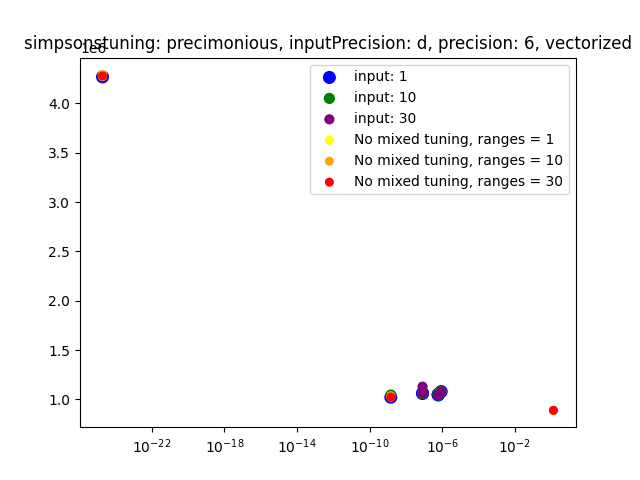 simpsons tuning: precimonious, inputPrecision: d, precision: 6, vectorized
1e6
input: 1
input: 10
input: 30
No mixed tuning, ranges = 1
No mixed tuning, ranges = 10
No mixed tuning, ranges = 30
4.0
3.5
3.0
2.5
2.0
1.5
1.0
10⁻²² 10⁻¹⁸ 10⁻¹⁴ 10⁻¹⁰ 10⁻⁶ 10⁻²